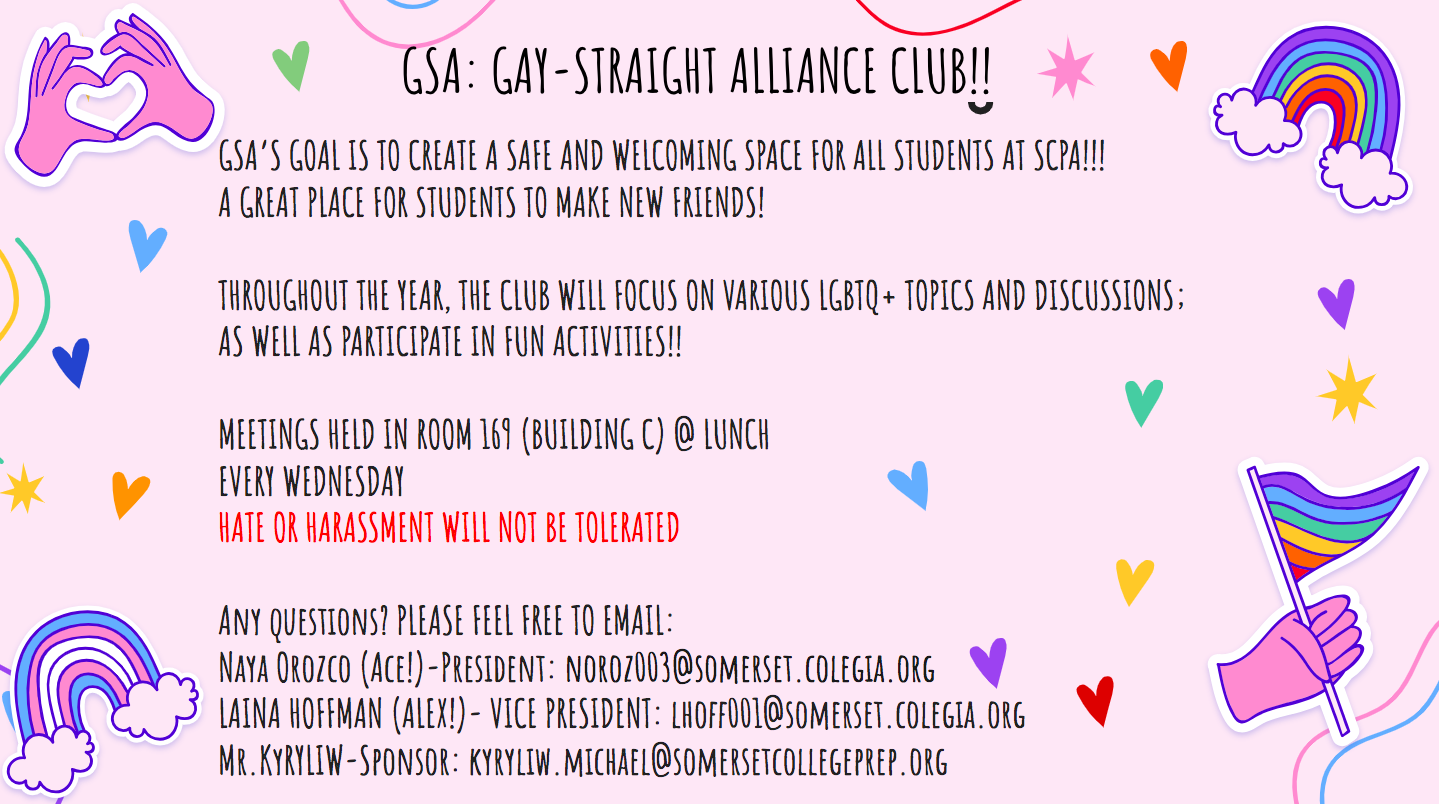 GSA: GAY-STRAIGHT ALLIANCE CLUB!!
GSA'S GOAL IS TO CREATE A SAFE AND WELCOMING SPACE FOR ALL STUDENTS AT SCPA!!!
A GREAT PLACE FOR STUDENTS TO MAKE NEW FRIENDS!
THROUGHOUT THE YEAR, THE CLUB WILL FOCUS ON VARIOUS LGBTQ+ TOPICS AND DISCUSSIONS;
AS WELL AS PARTICIPATE IN FUN ACTIVITIES!!
MEETINGS HELD IN ROOM 169 (BUILDING C) @ LUNCH
EVERY WEDNESDAY
HATE OR HARASSMENT WILL NOT BE TOLERATED
Any questions? PLEASE FEEL FREE TO EMAIL:
Naya Orozco (Ace!)-President: noroz003@somerset.colegia.org
LAINA HOFFMAN (ALEX!)- VICE PRESIDENT: lhoff001@somerset.colegia.org
Mr.Kyryliw-Sponsor: kyryliw.michael@somersetcollegeprep.org